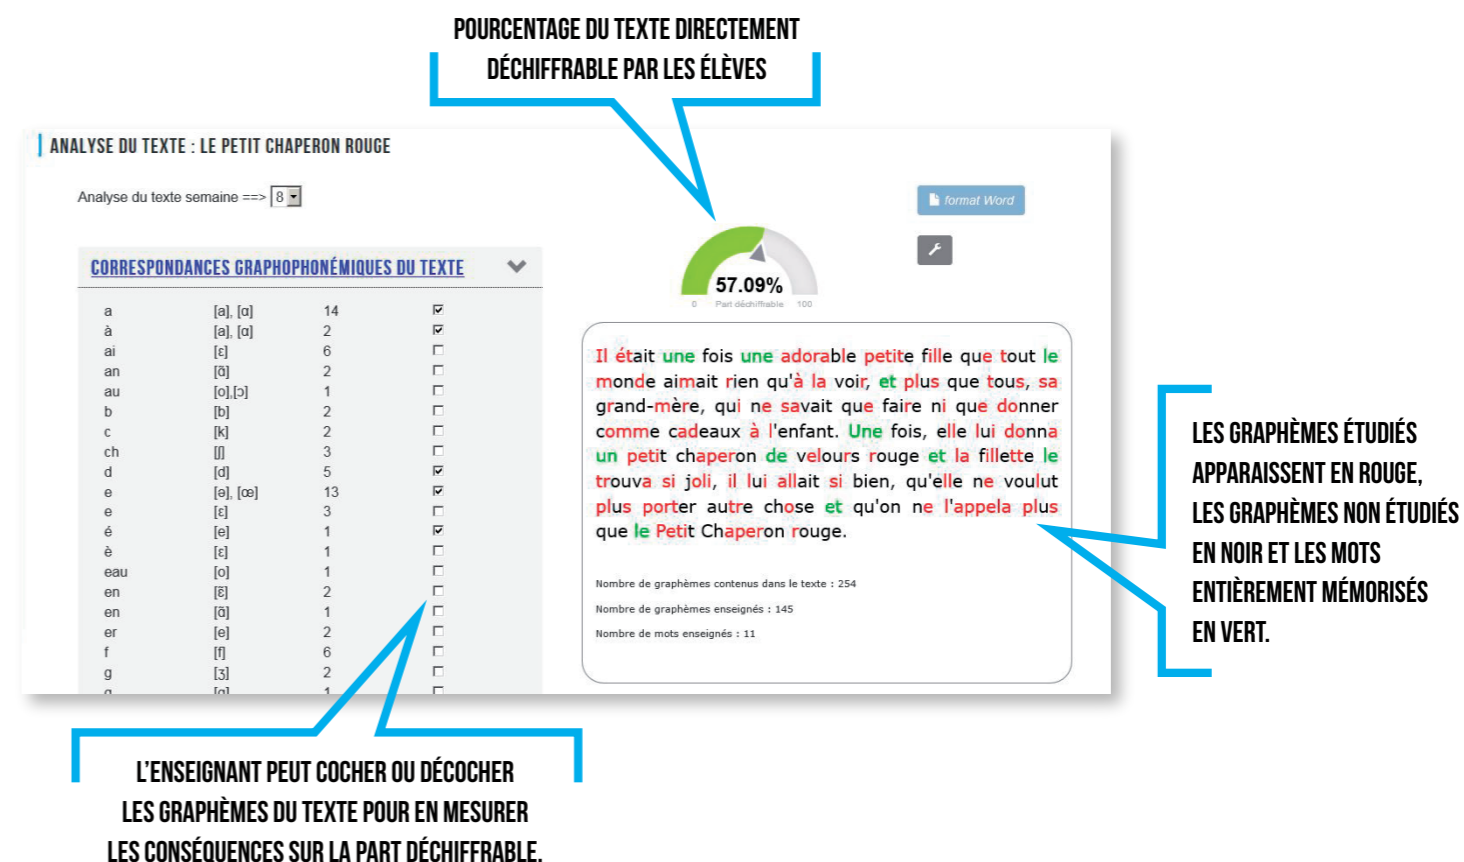 POURCENTAGE DU TEXTE DIRECTEMENT
DÉCHIFFRABLE PAR LES ÉLÈVES
ANALYSE DU TEXTE : LE PETIT CHAPERON ROUGE
Analyse du texte semaine ==> 8
format Word
CORRESPONDANCES GRAPHOPHONÉMIQUES DU TEXTE
a [a], [ɑ] 14
à [a], [ɑ] 2
ai [ɛ] 6
an [ɑ̃] 2
au [o],[ɔ] 1
b [b] 2
c [k] 2
ch [ʃ] 3
d [d] 5
e [ə], [œ] 13
e [ɛ] 3
é [e] 1
è [ɛ] 1
eau [o] 1
en [ɛ̃] 2
en [ɑ̃] 1
er [e] 2
f [f] 6
g [ʒ] 2
57.09%
0 Part déchiffrable 100
Il était une fois une adorable petite fille que tout le
monde aimait rien qu'à la voir, et plus que tous, sa
grand-mère, qui ne savait que faire ni que donner
comme cadeaux à l'enfant. Une fois, elle lui donna
un petit chaperon de velours rouge et la fillette le
trouva si joli, il lui allait si bien, qu'elle ne voulut
plus porter autre chose et qu'on ne l'appela plus
que le Petit Chaperon rouge.
Nombre de graphèmes contenus dans le texte : 254
Nombre de graphèmes enseignés : 145
Nombre de mots enseignés : 11
LES GRAPHÈMES ÉTUDIÉS
APPARAISSENT EN ROUGE,
LES GRAPHÈMES NON ÉTUDIÉS
EN NOIR ET LES MOTS
ENTIÈREMENT MÉMORISÉS
EN VERT.
L'ENSEIGNANT PEUT COCHER OU DÉCOCHER
LES GRAPHÈMES DU TEXTE POUR EN MESURER
LES CONSÉQUENCES SUR LA PART DÉCHIFFRABLE.